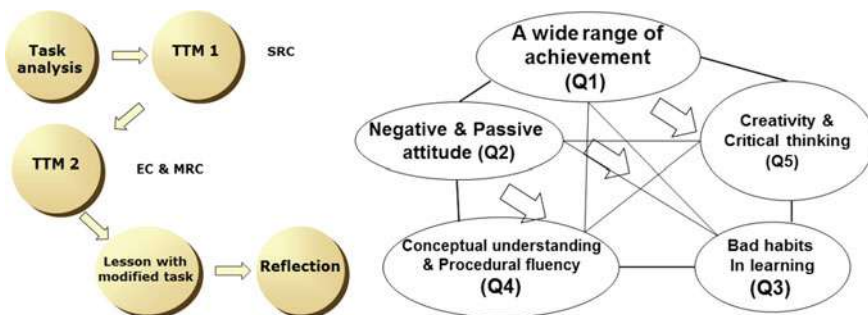 Task
analysis
TTM 1
SRC
TTM 2
EC & MRC
Lesson with
modified task
Reflection
A wide range of
achievement
(Q1)
Negative & Passive
attitude (Q2)
Creativity &
Critical thinking
(Q5)
Conceptual understanding
& Procedural fluency
(Q4)
Bad habits
In learning
(Q3)